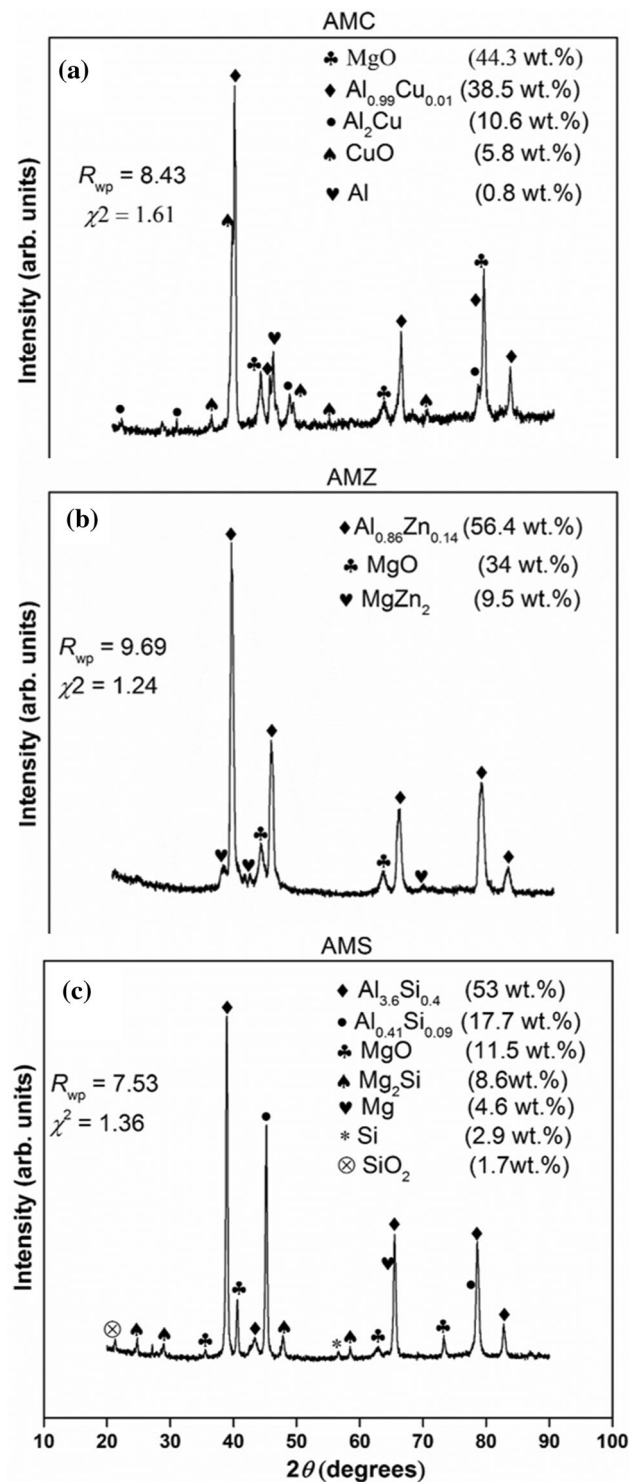 AMC
(a)
♣ MgO (44.3 wt.%)
♦ Al0.99Cu0.01 (38.5 wt.%)
● Al2Cu (10.6 wt.%)
♠ CuO (5.8 wt.%)
♥ Al (0.8 wt.%)
Rwp = 8.43
χ2 = 1.61
Intensity (arb. units)
AMZ
(b)
♦ Al0.86Zn0.14 (56.4 wt.%)
♣ MgO (34 wt.%)
♥ MgZn2 (9.5 wt.%)
Rwp = 9.69
χ2 = 1.24
Intensity (arb. units)
AMS
(c)
♦ Al3.6Si0.4 (53 wt.%)
● Al0.41Si0.09 (17.7 wt.%)
♣ MgO (11.5 wt.%)
♠ Mg2Si (8.6wt.%)
♥ Mg (4.6 wt.%)
* Si (2.9 wt.%)
⊗ SiO2 (1.7wt.%)
Rwp = 7.53
χ2 = 1.36
Intensity (arb. units)
10 20 30 40 50 60 70 80 90 100
2θ (degrees)